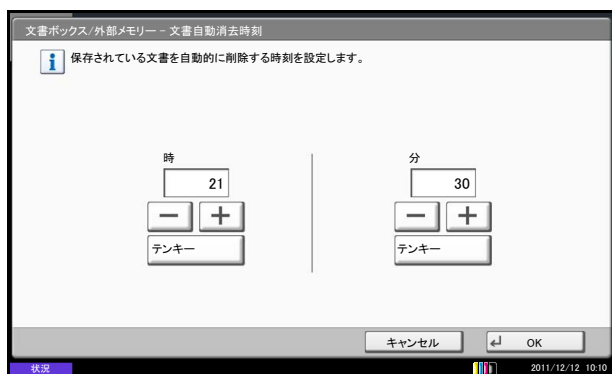 文書ボックス/外部メモリー - 文書自動消去時刻
保存されている文書を自動的に削除する時刻を設定します。
時
21
－ ＋
テンキー
分
30
－ ＋
テンキー
キャンセル
OK
状況
2011/12/12 10:10